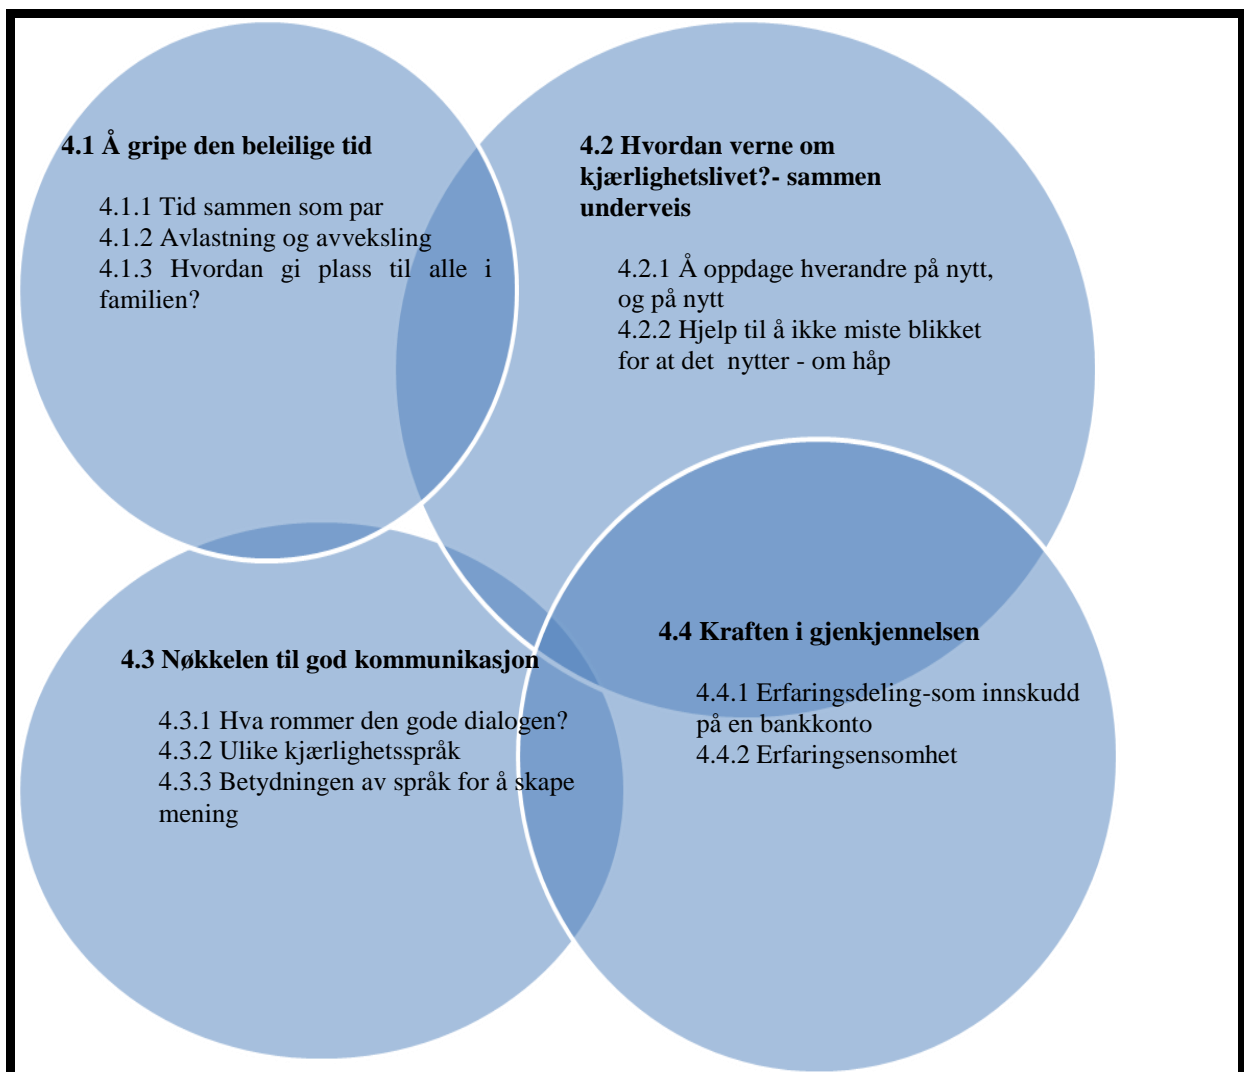 4.1 Å gripe den beleilige tid
4.1.1 Tid sammen som par
4.1.2 Avlastning og avveksling
4.1.3 Hvordan gi plass til alle i
familien?
4.2 Hvordan verne om
kjærlighetslivet?- sammen
underveis
4.2.1 Å oppdage hverandre på nytt,
og på nytt
4.2.2 Hjelp til å ikke miste blikket
for at det nytter - om håp
4.3 Nøkkelen til god kommunikasjon
4.3.1 Hva rommer den gode dialogen?
4.3.2 Ulike kjærlighetsspråk
4.3.3 Betydningen av språk for å skape
mening
4.4 Kraften i gjenkjennelsen
4.4.1 Erfaringsdeling-som innskudd
på en bankkonto
4.4.2 Erfaringsensomhet